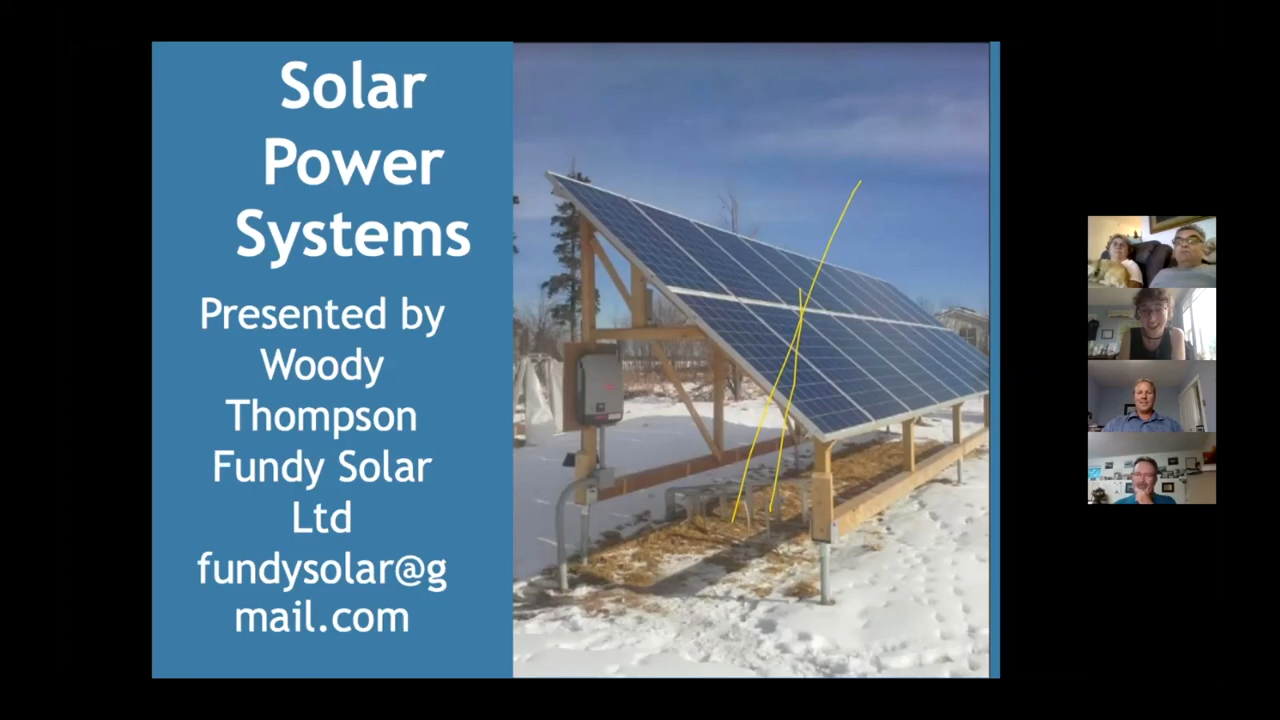 Solar
Power
Systems
Presented by
Woody
Thompson
Fundy Solar
Ltd
fundysolar@g
mail.com